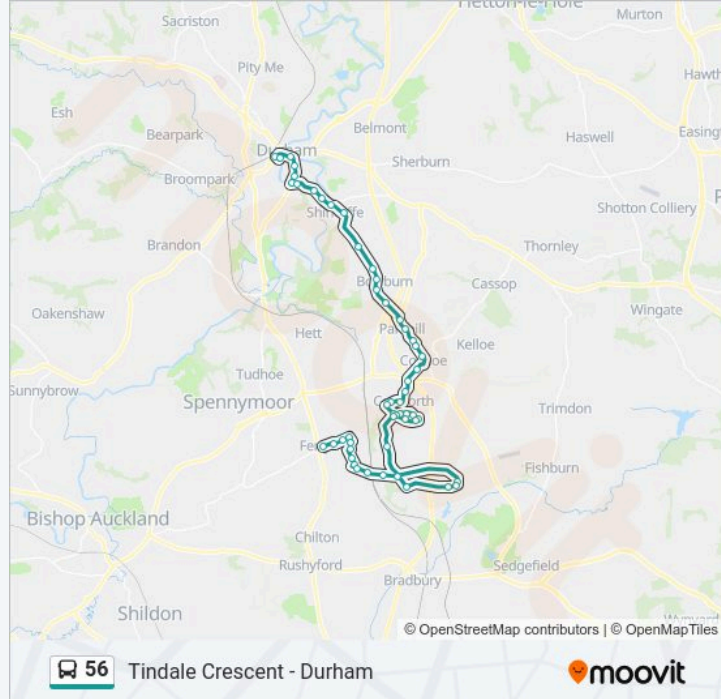 Hetton-le-Hole
Sacriston
Murton
Pity Me
Esh
Belmont
Bearpark
Haswell
Durham
Sherburn
Broompark
Shotton Colliery
Brandon
Thornley
Cassop
Oakenshaw
Wingate
Hett
Kelloe
Tudhoe
Sunnybrow
Spennymoor
Trimdon
Fishburn
Bishop Auckland
Chilton
Rushyford
Sedgefield
Bradbury
Shildon
© OpenStreetMap contributors | © OpenMapTiles
56 Tindale Crescent - Durham
moovit